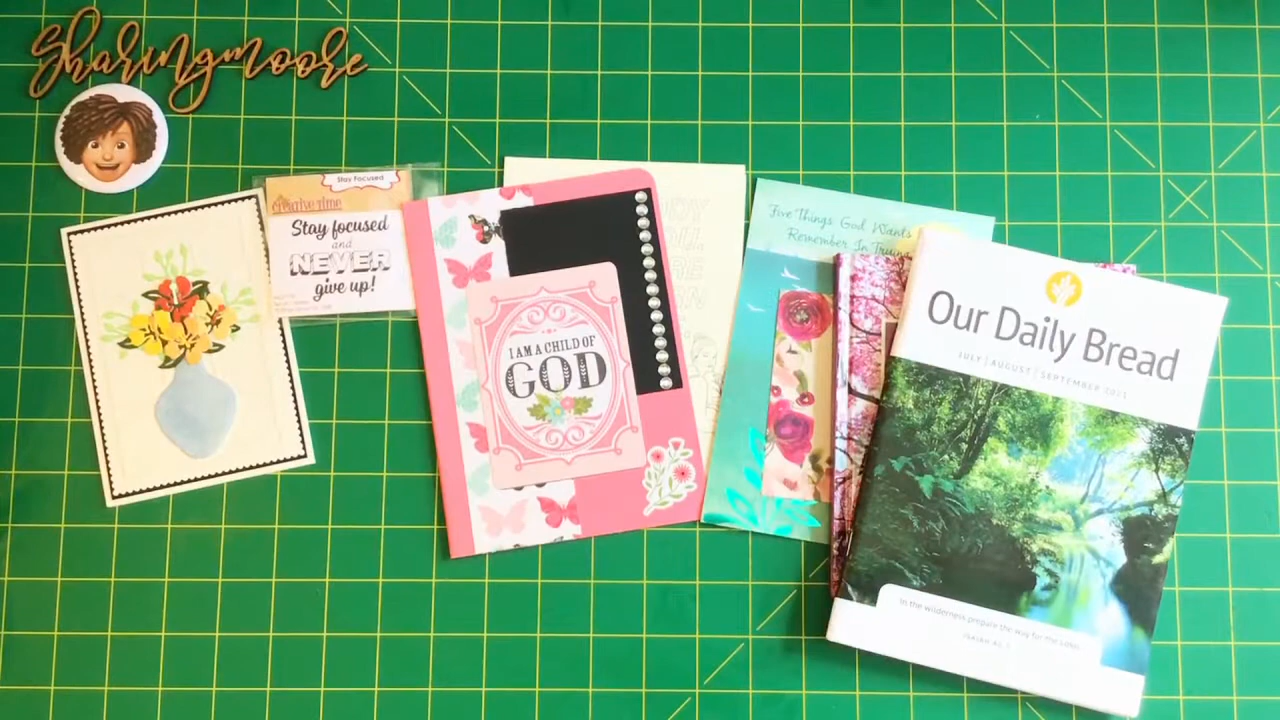 Sharingmoore
Stay Focused
creative time
Stay focused
and
NEVER
give up!
I AM A CHILD OF
GOD
Five Things God Wants
Remember In
Our Daily Bread
JULY | AUGUST | SEPTEMBER 2021
In the wilderness prepare the way for the LORD.
ISAIAH 40:3